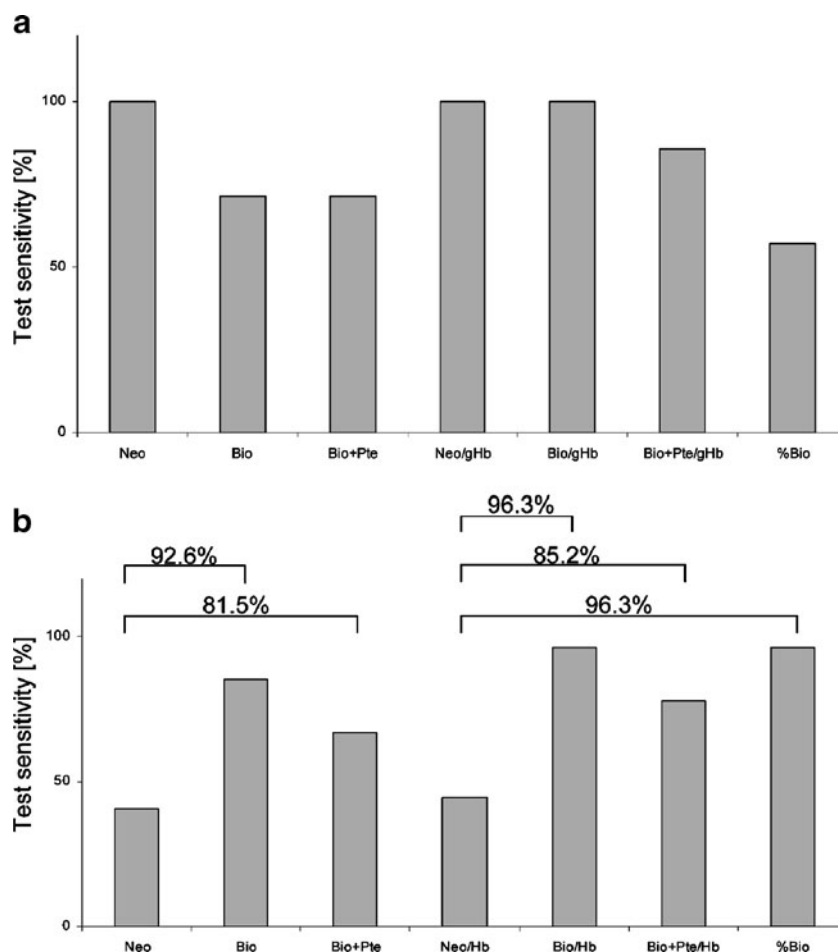 a
Test sensitivity [%]
100
50
0
Neo Bio Bio+Pte Neo/gHb Bio/gHb Bio+Pte/gHb %Bio
b
96.3%
92.6% 85.2%
81.5% 96.3%
Test sensitivity [%]
100
50
0
Neo Bio Bio+Pte Neo/Hb Bio/Hb Bio+Pte/Hb %Bio